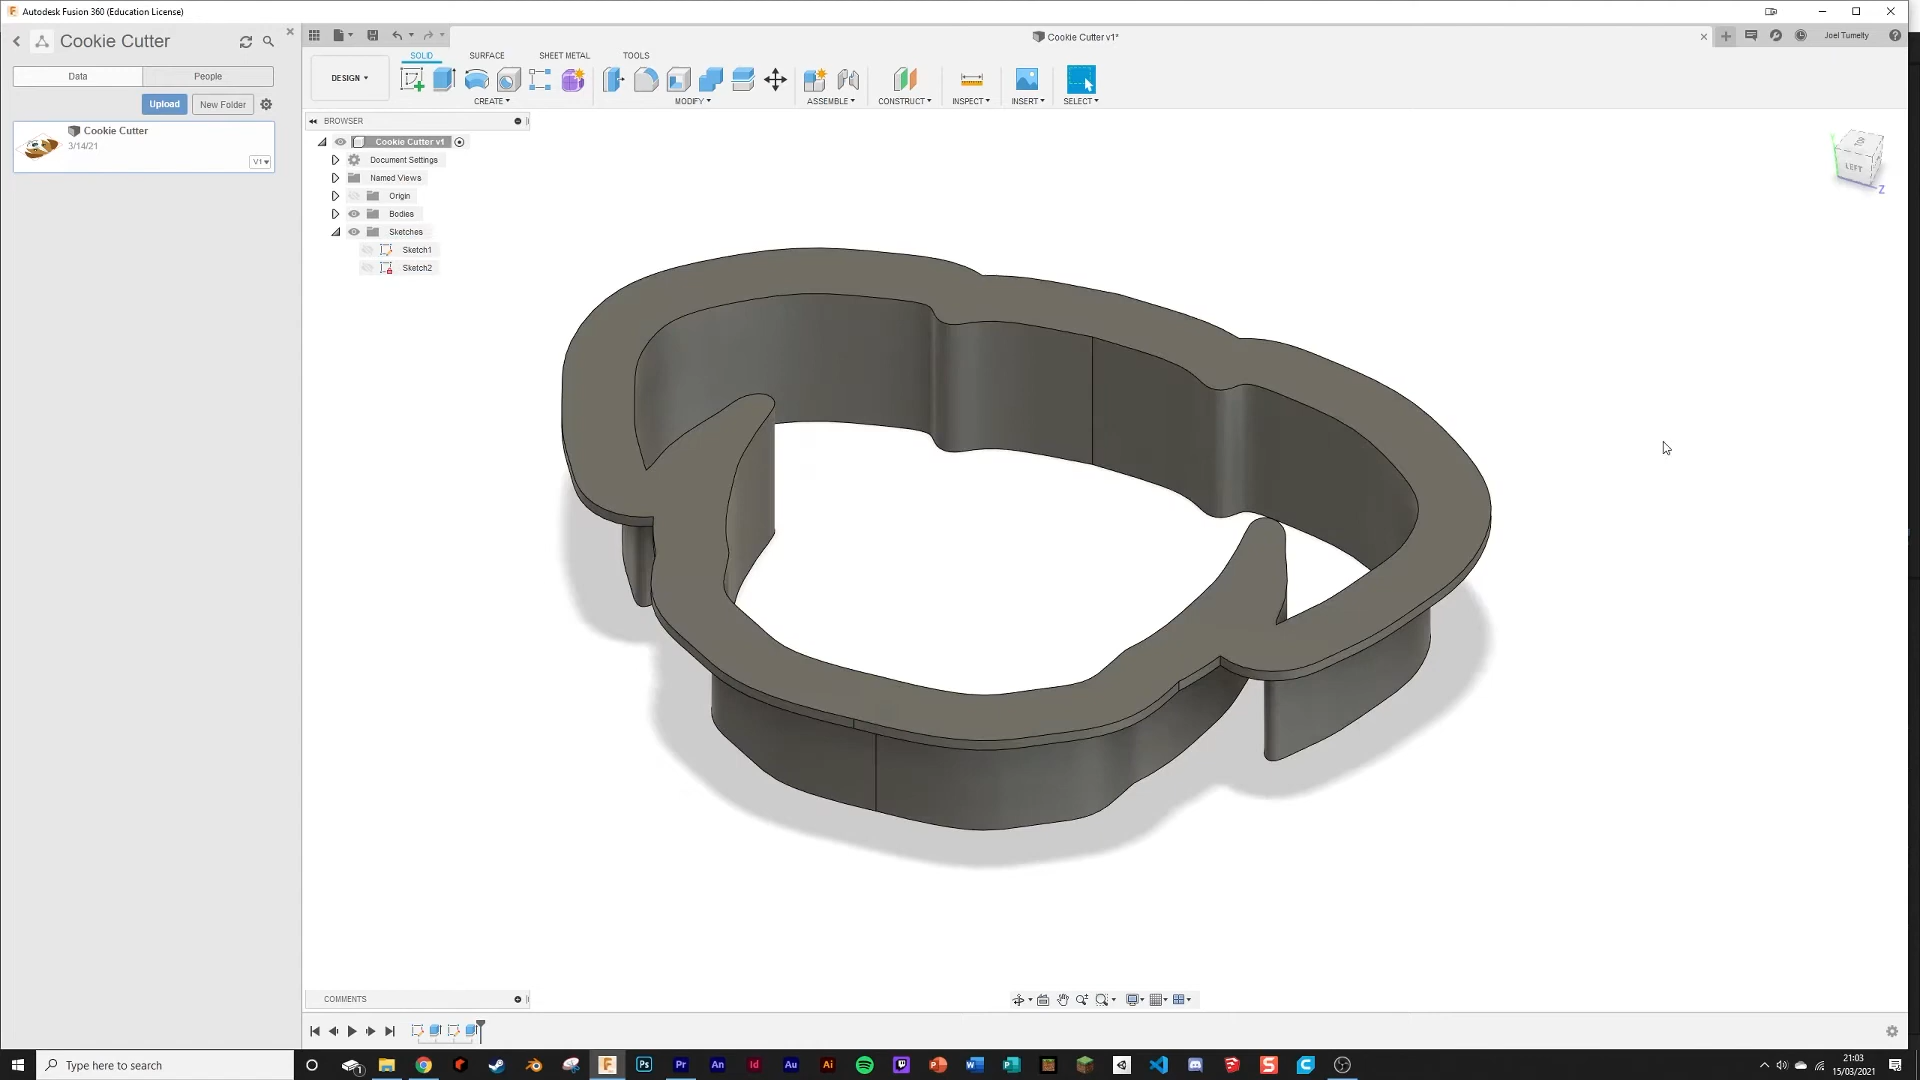 Autodesk Fusion 360 (Education License)
Cookie Cutter
Data
People
Upload
New Folder
Cookie Cutter
3/14/21
V1
Cookie Cutter v1*
Joel Tumelty
SOLID
SURFACE
SHEET METAL
TOOLS
DESIGN
CREATE
MODIFY
ASSEMBLE
CONSTRUCT
INSPECT
INSERT
SELECT
BROWSER
Cookie Cutter v1
Document Settings
Named Views
Origin
Bodies
Sketches
Sketch1
Sketch2
LEFT
Z
COMMENTS
Type here to search
21:03
15/03/2021